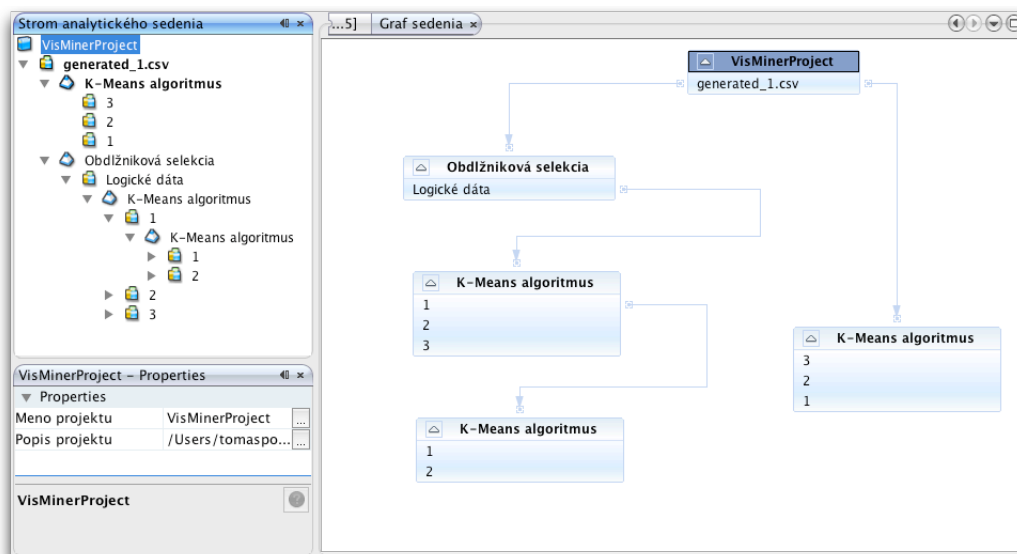 Strom analytického sedenia
VisMinerProject
generated_1.csv
K-Means algoritmus
3
2
1
Obdlžniková selekcia
Logické dáta
K-Means algoritmus
1
K-Means algoritmus
1
2
2
3
VisMinerProject – Properties
Properties
Meno projektu VisMinerProject ...
Popis projektu /Users/tomaspo... ...
VisMinerProject
...5] Graf sedenia
VisMinerProject
generated_1.csv
Obdlžniková selekcia
Logické dáta
K-Means algoritmus
1
2
3
K-Means algoritmus
3
2
1
K-Means algoritmus
1
2